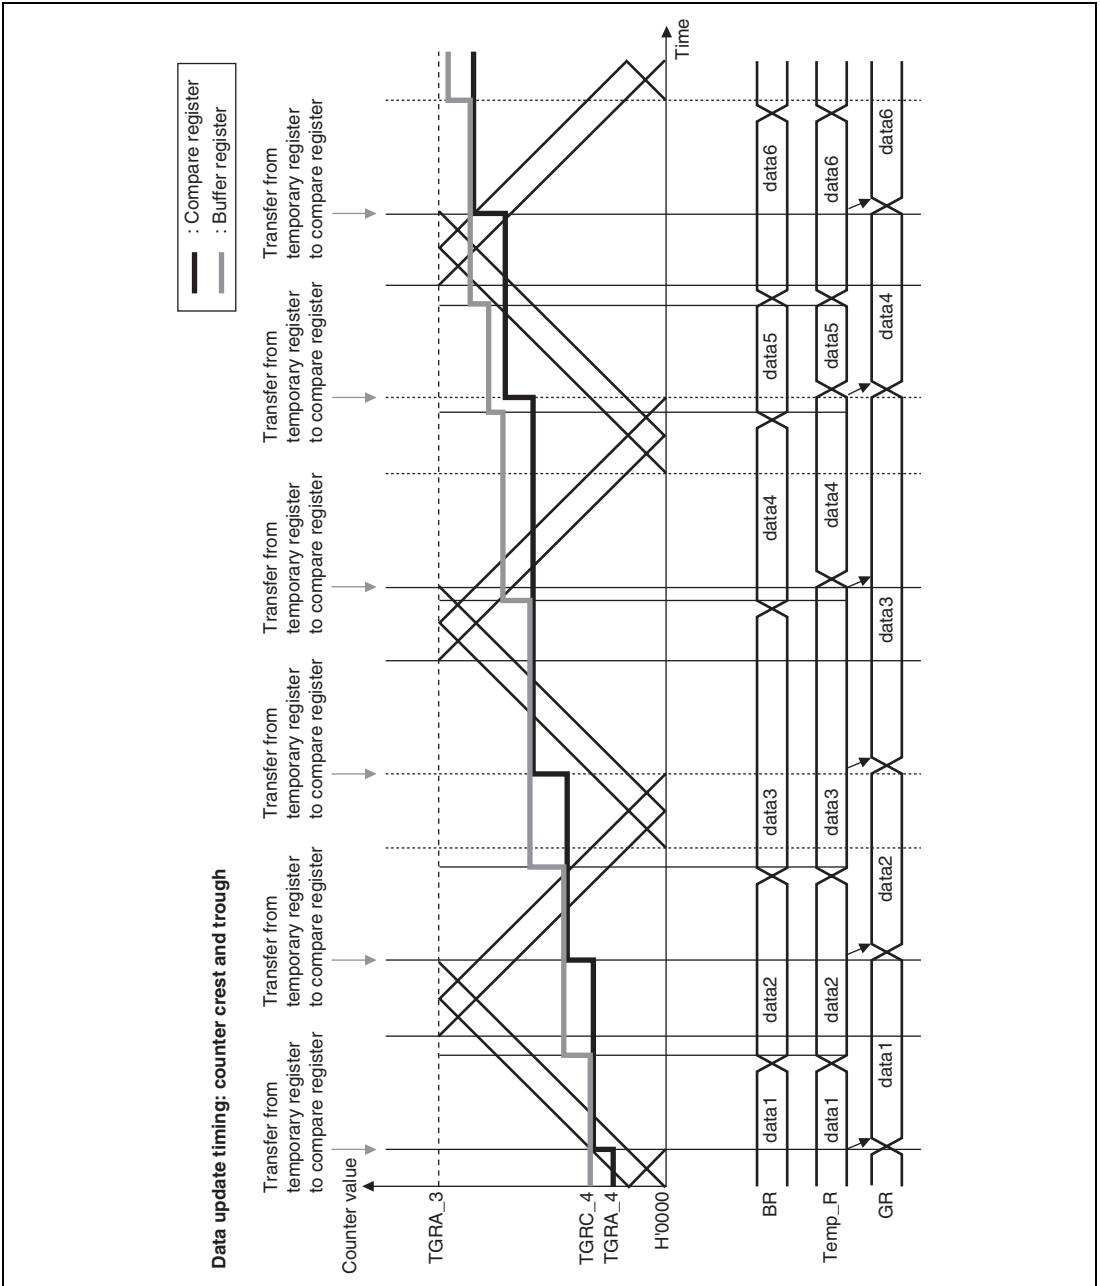 Data update timing: counter crest and trough
: Compare register
: Buffer register
Transfer from
temporary register
to compare register
Transfer from
temporary register
to compare register
Transfer from
temporary register
to compare register
Transfer from
temporary register
to compare register
Transfer from
temporary register
to compare register
Transfer from
temporary register
to compare register
Counter value
TGRA_3
TGRC_4
TGRA_4
H'0000
Time
BR
data1
data2
data3
data4
data5
data6
Temp_R
data1
data2
data3
data4
data5
data6
GR
data1
data2
data3
data4
data6